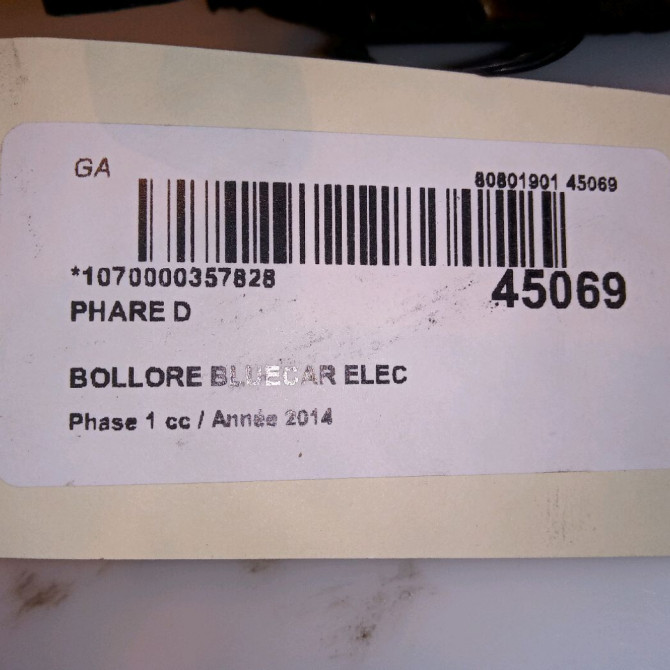 GA
80801901 45069
*1070000357828
45069
PHARE D
BOLLORE BLUECAR ELEC
Phase 1 cc / Année 2014